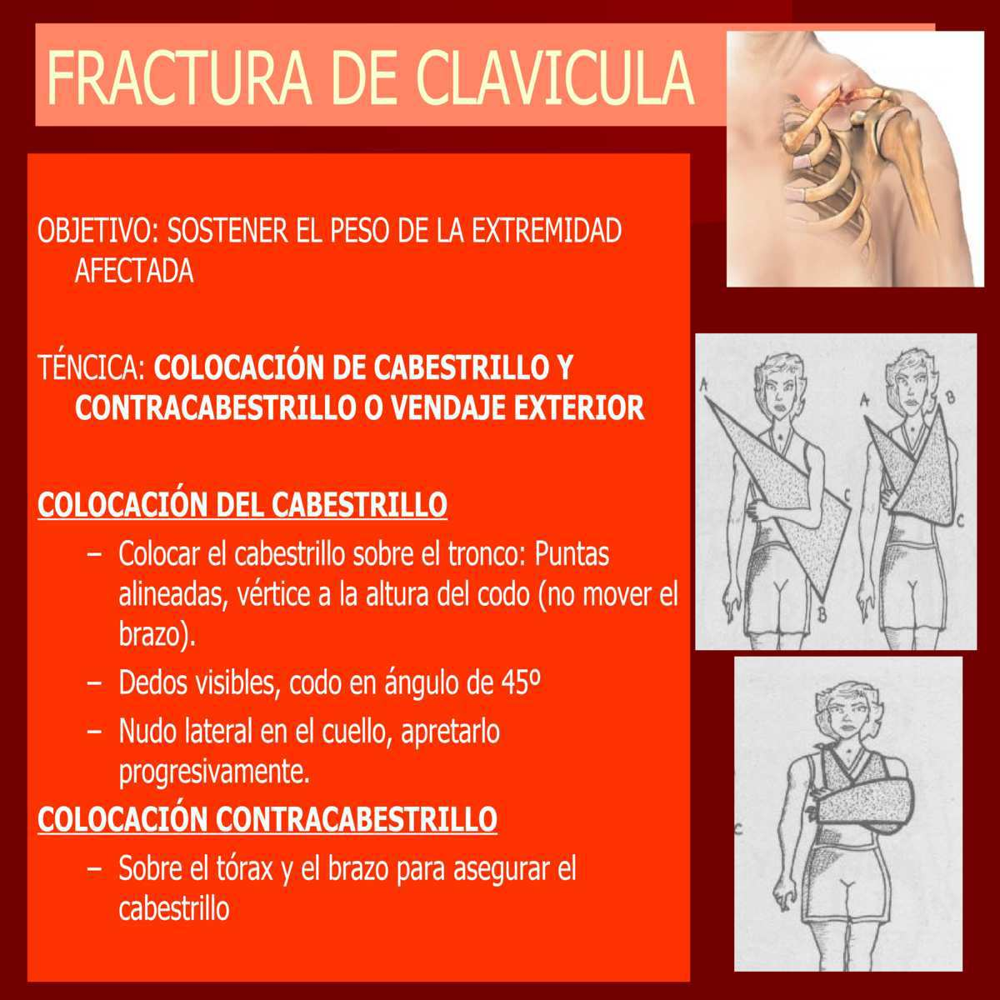 FRACTURA DE CLAVICULA
OBJETIVO: SOSTENER EL PESO DE LA EXTREMIDAD
AFECTADA
TÉNCICA: COLOCACIÓN DE CABESTRILLO Y
CONTRACABESTRILLO O VENDAJE EXTERIOR
COLOCACIÓN DEL CABESTRILLO
– Colocar el cabestrillo sobre el tronco: Puntas
alineadas, vértice a la altura del codo (no mover el
brazo).
– Dedos visibles, codo en ángulo de 45º
– Nudo lateral en el cuello, apretarlo
progresivamente.
COLOCACIÓN CONTRACABESTRILLO
– Sobre el tórax y el brazo para asegurar el
cabestrillo
A
C
B
A
B
C
C